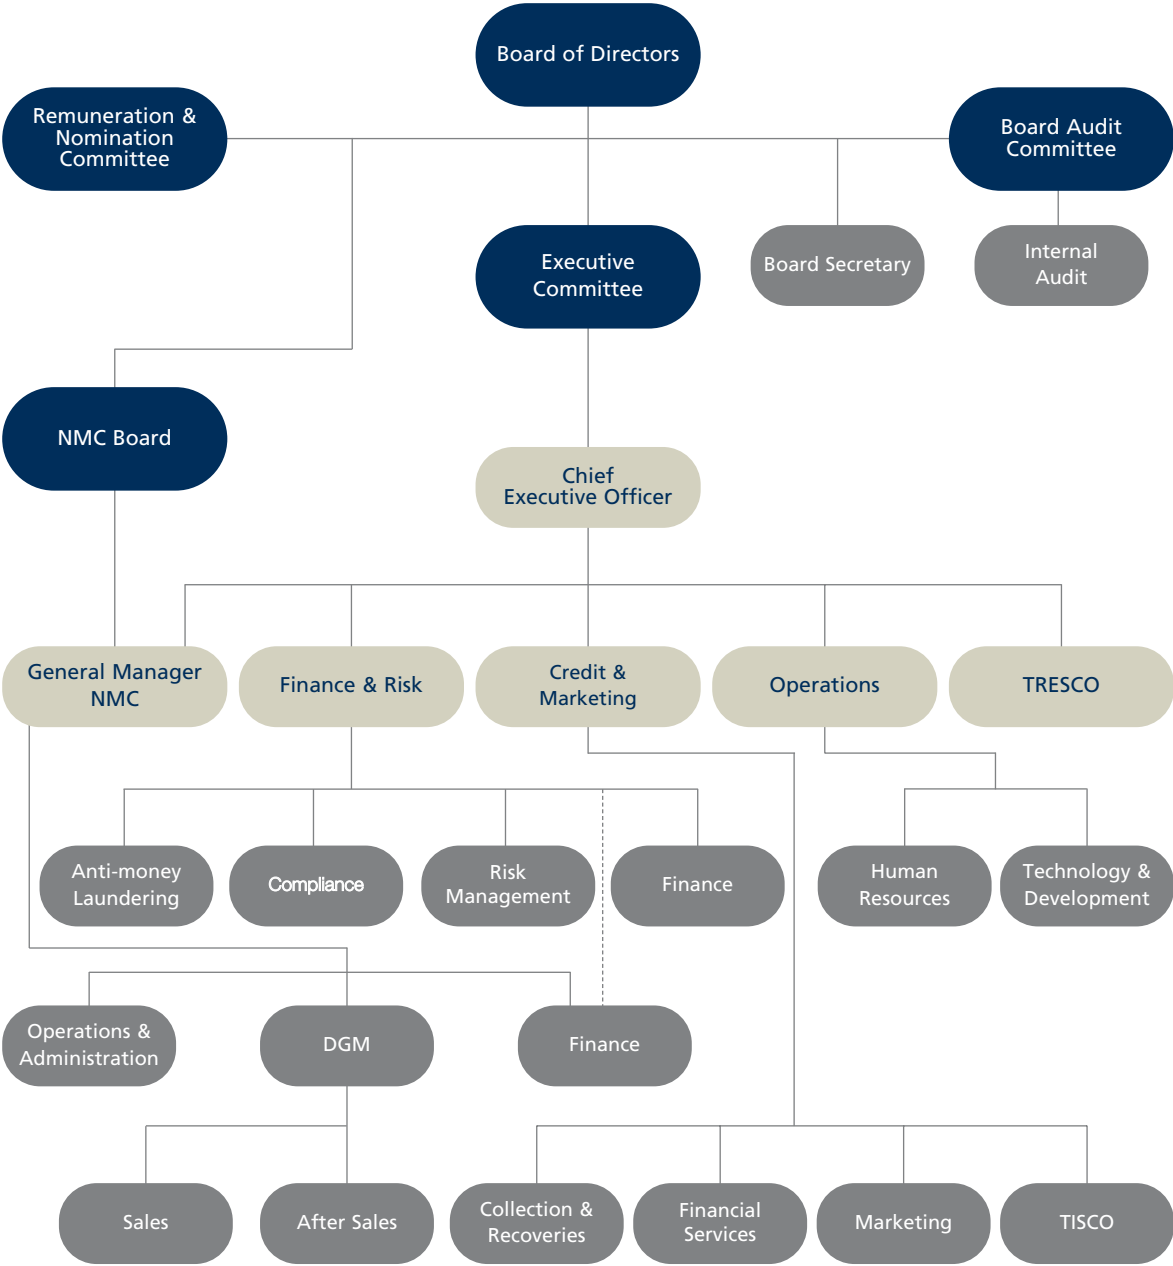 Board of Directors
Remuneration &
Nomination
Committee
Board Audit
Committee
Executive
Committee
Board Secretary
Internal
Audit
NMC Board
Chief
Executive Officer
General Manager
NMC
Finance & Risk
Credit &
Marketing
Operations
TRESCO
Anti-money
Laundering
Compliance
Risk
Management
Finance
Human
Resources
Technology &
Development
Operations &
Administration
DGM
Finance
Sales
After Sales
Collection &
Recoveries
Financial
Services
Marketing
TISCO